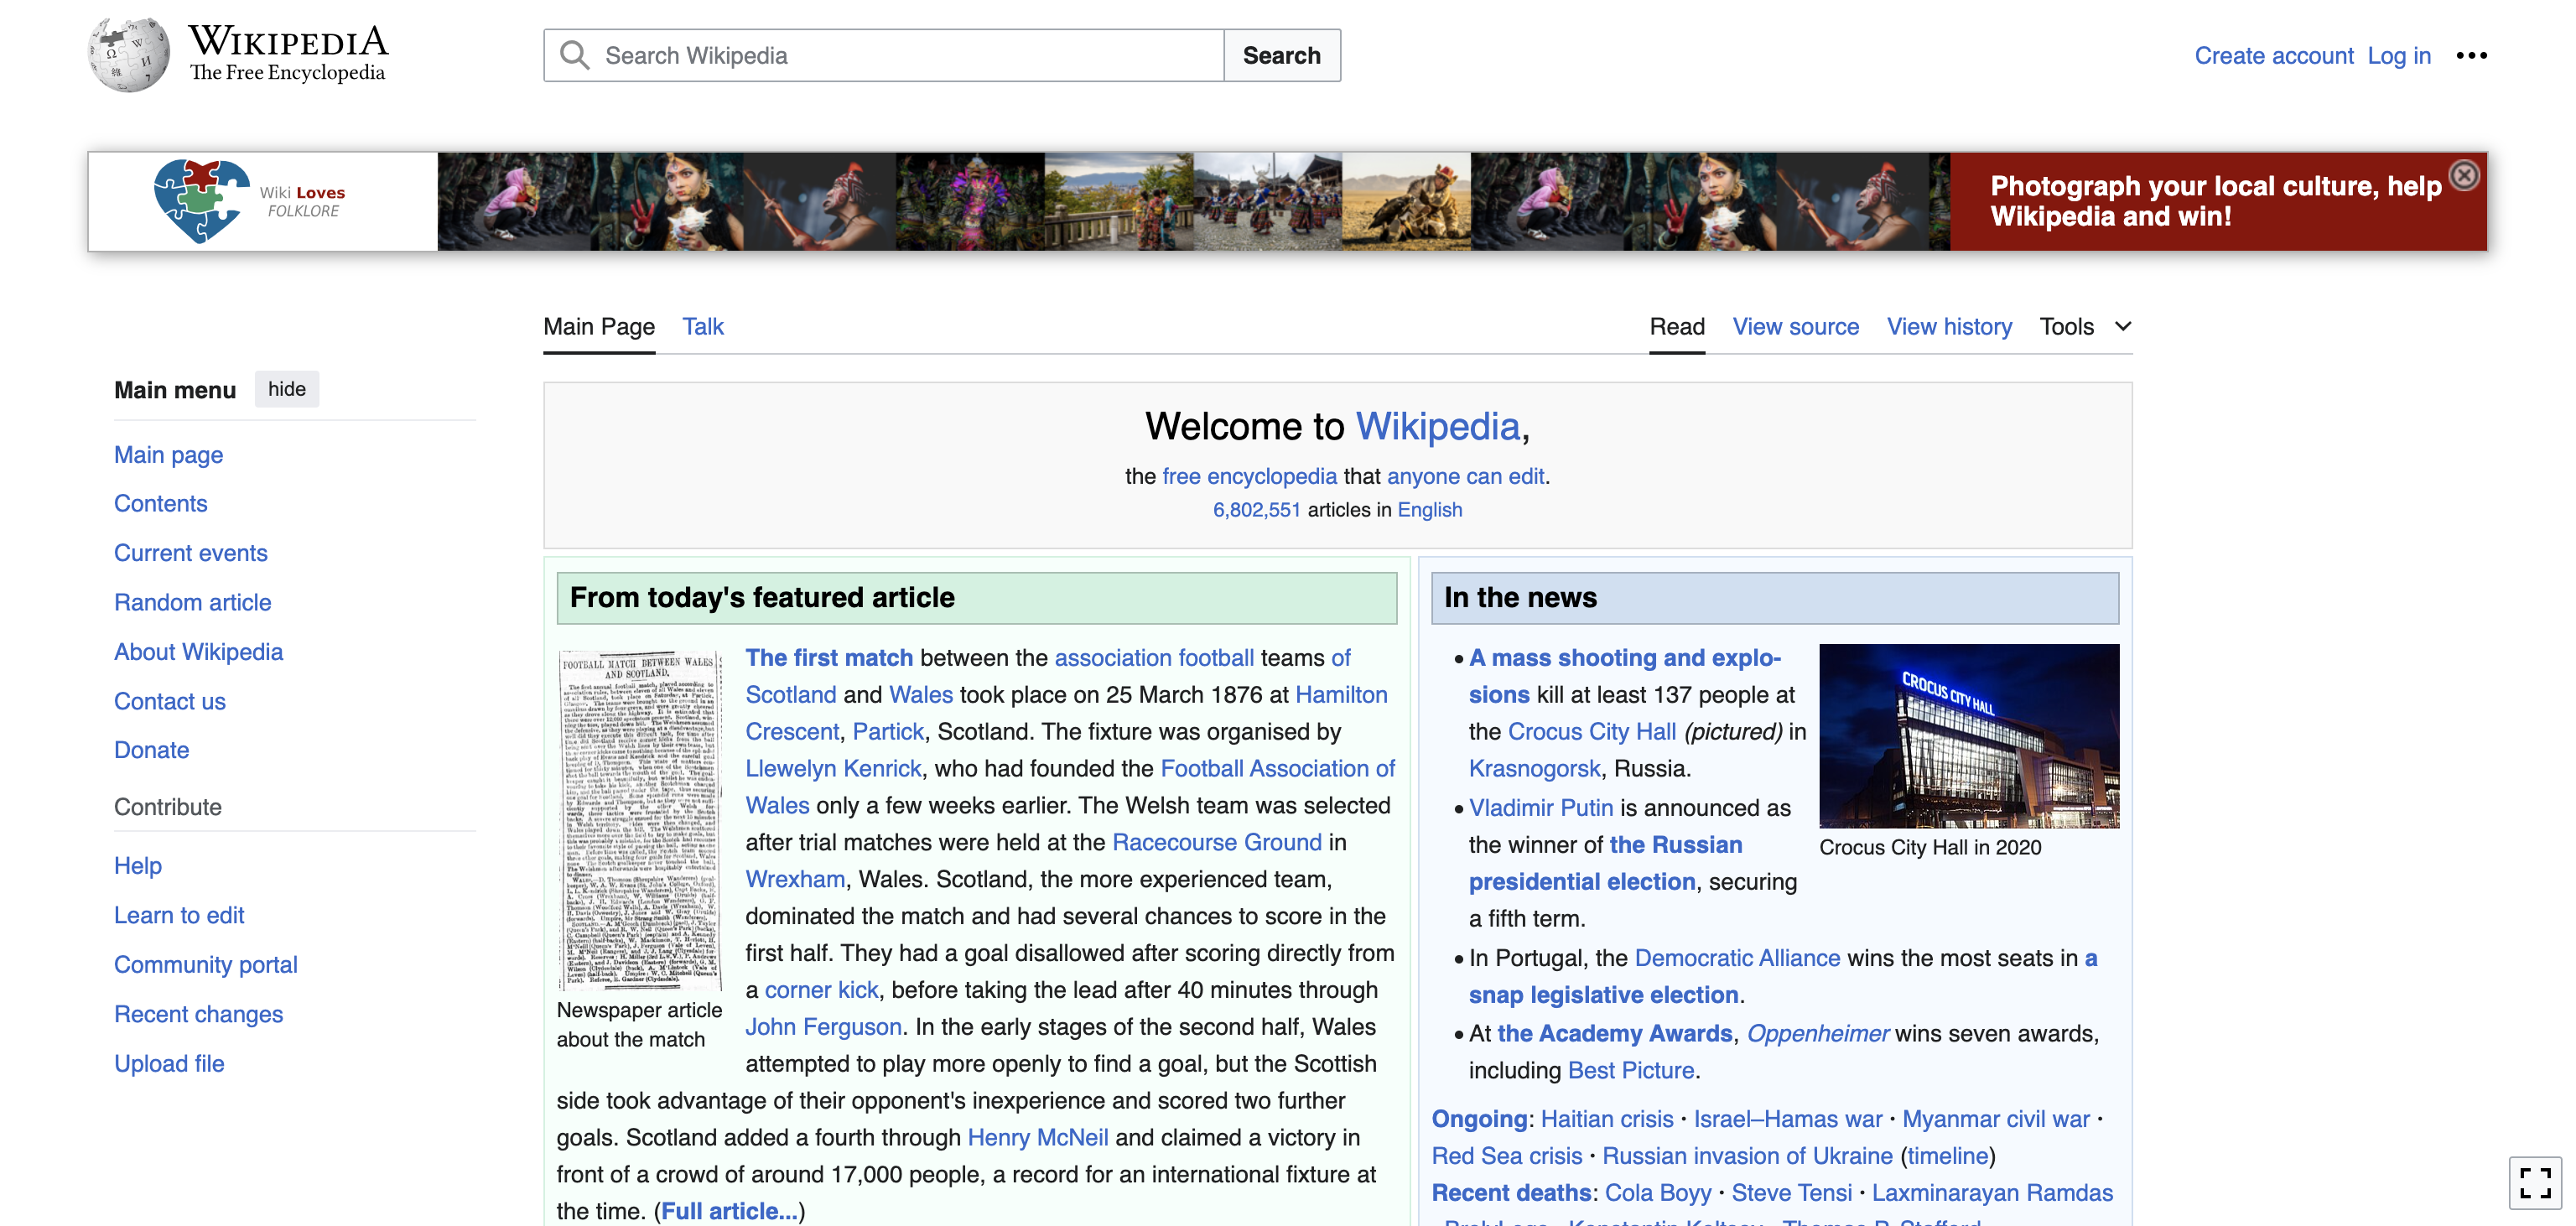 WIKIPEDIA
The Free Encyclopedia
Search Wikipedia
Search
Create account
Log in
Wiki Loves
FOLKLORE
Photograph your local culture, help
Wikipedia and win!
Main Page
Talk
Read
View source
View history
Tools
Main menu
hide
Main page
Contents
Current events
Random article
About Wikipedia
Contact us
Donate
Contribute
Help
Learn to edit
Community portal
Recent changes
Upload file
Welcome to Wikipedia,
the free encyclopedia that anyone can edit.
6,802,551 articles in English
From today's featured article
FOOTBALL MATCH BETWEEN WALES
AND SCOTLAND.
Newspaper article
about the match
The first match between the association football teams of
Scotland and Wales took place on 25 March 1876 at Hamilton
Crescent, Partick, Scotland. The fixture was organised by
Llewelyn Kenrick, who had founded the Football Association of
Wales only a few weeks earlier. The Welsh team was selected
after trial matches were held at the Racecourse Ground in
Wrexham, Wales. Scotland, the more experienced team,
dominated the match and had several chances to score in the
first half. They had a goal disallowed after scoring directly from
a corner kick, before taking the lead after 40 minutes through
John Ferguson. In the early stages of the second half, Wales
attempted to play more openly to find a goal, but the Scottish
side took advantage of their opponent's inexperience and scored two further
goals. Scotland added a fourth through Henry McNeil and claimed a victory in
front of a crowd of around 17,000 people, a record for an international fixture at
the time. (Full article...)
In the news
CROCUS CITY HALL
Crocus City Hall in 2020
• A mass shooting and explo-
sions kill at least 137 people at
the Crocus City Hall (pictured) in
Krasnogorsk, Russia.
• Vladimir Putin is announced as
the winner of the Russian
presidential election, securing
a fifth term.
• In Portugal, the Democratic Alliance wins the most seats in a
snap legislative election.
• At the Academy Awards, Oppenheimer wins seven awards,
including Best Picture.
Ongoing: Haitian crisis · Israel–Hamas war · Myanmar civil war ·
Red Sea crisis · Russian invasion of Ukraine (timeline)
Recent deaths: Cola Boyy · Steve Tensi · Laxminarayan Ramdas